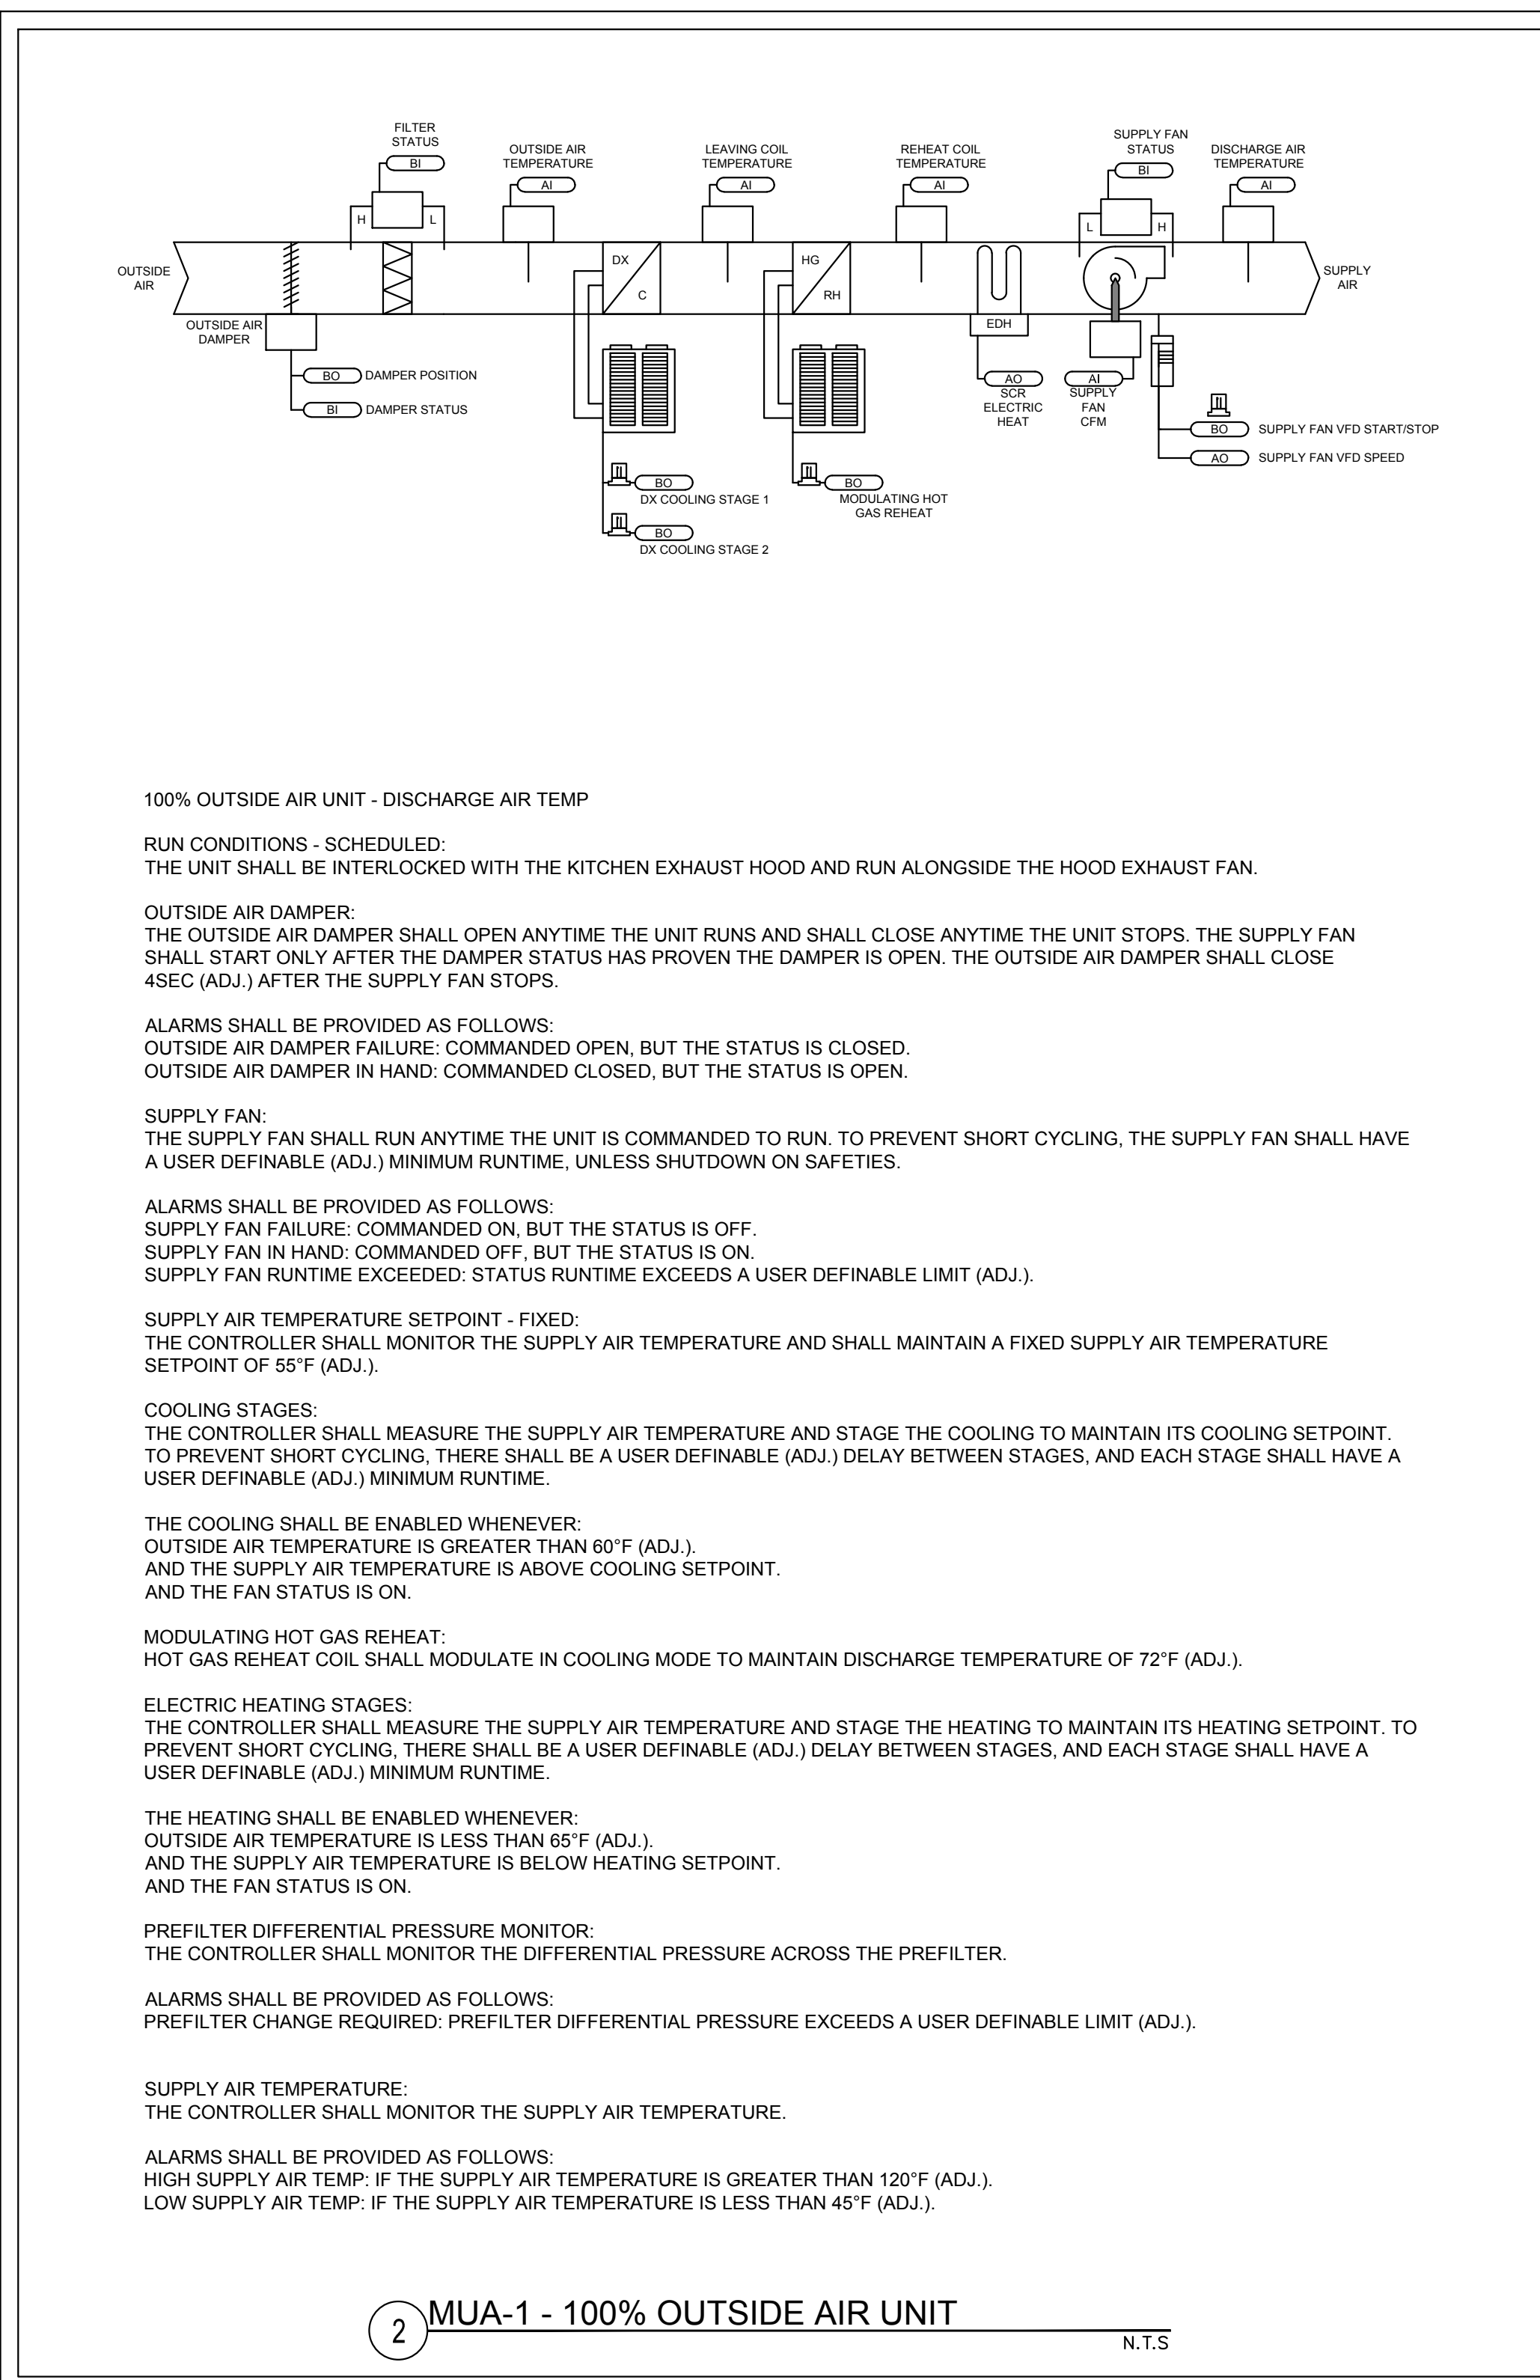 FILTER
STATUS
BI
H
L
OUTSIDE AIR
TEMPERATURE
AI
LEAVING COIL
TEMPERATURE
AI
REHEAT COIL
TEMPERATURE
AI
SUPPLY FAN
STATUS
BI
L
H
DISCHARGE AIR
TEMPERATURE
AI
OUTSIDE
AIR
DX
C
HG
RH
SUPPLY
AIR
OUTSIDE AIR
DAMPER
BO DAMPER POSITION
BI DAMPER STATUS
EDH
AO
SCR
ELECTRIC
HEAT
AI
SUPPLY
FAN
CFM
BO SUPPLY FAN VFD START/STOP
AO SUPPLY FAN VFD SPEED
BO
DX COOLING STAGE 1
BO
DX COOLING STAGE 2
BO
MODULATING HOT
GAS REHEAT
100% OUTSIDE AIR UNIT - DISCHARGE AIR TEMP
RUN CONDITIONS - SCHEDULED:
THE UNIT SHALL BE INTERLOCKED WITH THE KITCHEN EXHAUST HOOD AND RUN ALONGSIDE THE HOOD EXHAUST FAN.
OUTSIDE AIR DAMPER:
THE OUTSIDE AIR DAMPER SHALL OPEN ANYTIME THE UNIT RUNS AND SHALL CLOSE ANYTIME THE UNIT STOPS. THE SUPPLY FAN
SHALL START ONLY AFTER THE DAMPER STATUS HAS PROVEN THE DAMPER IS OPEN. THE OUTSIDE AIR DAMPER SHALL CLOSE
4SEC (ADJ.) AFTER THE SUPPLY FAN STOPS.
ALARMS SHALL BE PROVIDED AS FOLLOWS:
OUTSIDE AIR DAMPER FAILURE: COMMANDED OPEN, BUT THE STATUS IS CLOSED.
OUTSIDE AIR DAMPER IN HAND: COMMANDED CLOSED, BUT THE STATUS IS OPEN.
SUPPLY FAN:
THE SUPPLY FAN SHALL RUN ANYTIME THE UNIT IS COMMANDED TO RUN. TO PREVENT SHORT CYCLING, THE SUPPLY FAN SHALL HAVE
A USER DEFINABLE (ADJ.) MINIMUM RUNTIME, UNLESS SHUTDOWN ON SAFETIES.
ALARMS SHALL BE PROVIDED AS FOLLOWS:
SUPPLY FAN FAILURE: COMMANDED ON, BUT THE STATUS IS OFF.
SUPPLY FAN IN HAND: COMMANDED OFF, BUT THE STATUS IS ON.
SUPPLY FAN RUNTIME EXCEEDED: STATUS RUNTIME EXCEEDS A USER DEFINABLE LIMIT (ADJ.).
SUPPLY AIR TEMPERATURE SETPOINT - FIXED:
THE CONTROLLER SHALL MONITOR THE SUPPLY AIR TEMPERATURE AND SHALL MAINTAIN A FIXED SUPPLY AIR TEMPERATURE
SETPOINT OF 55°F (ADJ.).
COOLING STAGES:
THE CONTROLLER SHALL MEASURE THE SUPPLY AIR TEMPERATURE AND STAGE THE COOLING TO MAINTAIN ITS COOLING SETPOINT.
TO PREVENT SHORT CYCLING, THERE SHALL BE A USER DEFINABLE (ADJ.) DELAY BETWEEN STAGES, AND EACH STAGE SHALL HAVE A
USER DEFINABLE (ADJ.) MINIMUM RUNTIME.
THE COOLING SHALL BE ENABLED WHENEVER:
OUTSIDE AIR TEMPERATURE IS GREATER THAN 60°F (ADJ.).
AND THE SUPPLY AIR TEMPERATURE IS ABOVE COOLING SETPOINT.
AND THE FAN STATUS IS ON.
MODULATING HOT GAS REHEAT:
HOT GAS REHEAT COIL SHALL MODULATE IN COOLING MODE TO MAINTAIN DISCHARGE TEMPERATURE OF 72°F (ADJ.).
ELECTRIC HEATING STAGES:
THE CONTROLLER SHALL MEASURE THE SUPPLY AIR TEMPERATURE AND STAGE THE HEATING TO MAINTAIN ITS HEATING SETPOINT. TO
PREVENT SHORT CYCLING, THERE SHALL BE A USER DEFINABLE (ADJ.) DELAY BETWEEN STAGES, AND EACH STAGE SHALL HAVE A
USER DEFINABLE (ADJ.) MINIMUM RUNTIME.
THE HEATING SHALL BE ENABLED WHENEVER:
OUTSIDE AIR TEMPERATURE IS LESS THAN 65°F (ADJ.).
AND THE SUPPLY AIR TEMPERATURE IS BELOW HEATING SETPOINT.
AND THE FAN STATUS IS ON.
PREFILTER DIFFERENTIAL PRESSURE MONITOR:
THE CONTROLLER SHALL MONITOR THE DIFFERENTIAL PRESSURE ACROSS THE PREFILTER.
ALARMS SHALL BE PROVIDED AS FOLLOWS:
PREFILTER CHANGE REQUIRED: PREFILTER DIFFERENTIAL PRESSURE EXCEEDS A USER DEFINABLE LIMIT (ADJ.).
SUPPLY AIR TEMPERATURE:
THE CONTROLLER SHALL MONITOR THE SUPPLY AIR TEMPERATURE.
ALARMS SHALL BE PROVIDED AS FOLLOWS:
HIGH SUPPLY AIR TEMP: IF THE SUPPLY AIR TEMPERATURE IS GREATER THAN 120°F (ADJ.).
LOW SUPPLY AIR TEMP: IF THE SUPPLY AIR TEMPERATURE IS LESS THAN 45°F (ADJ.).
2 MUA-1 - 100% OUTSIDE AIR UNIT
N.T.S